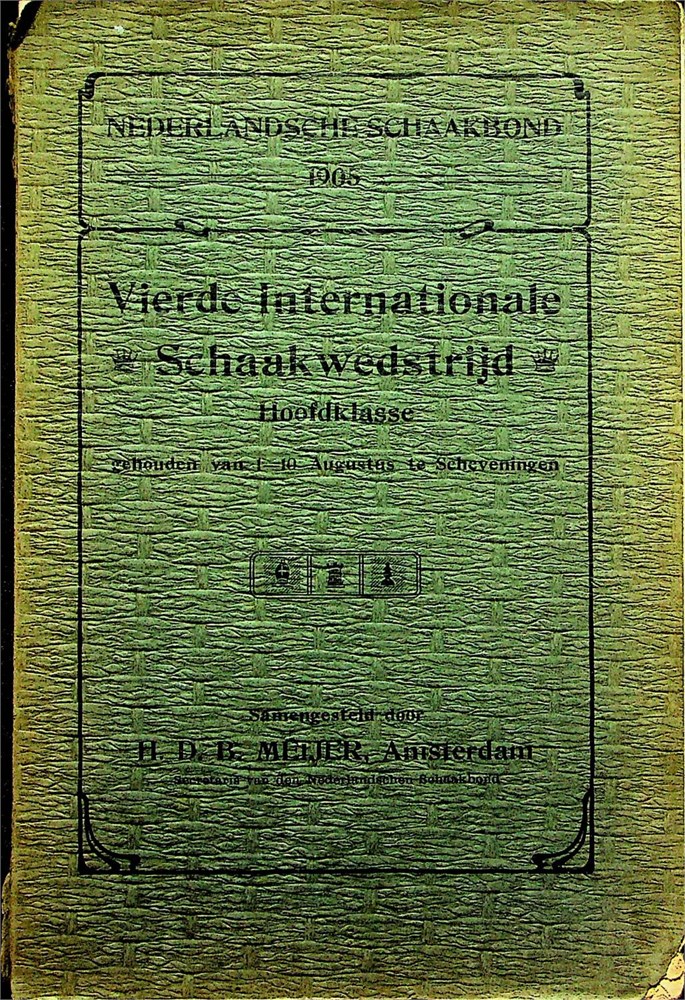 NEDERLANDSCHE SCHAAKBOND
1905
Vierde Internationale
Schaakwedstrijd
Hoofdklasse
gehouden van 1—10 Augustus te Scheveningen
Samengesteld door
H. D. B. MEIJER, Amsterdam
Secretaris van den Nederlandschen Schaakbond